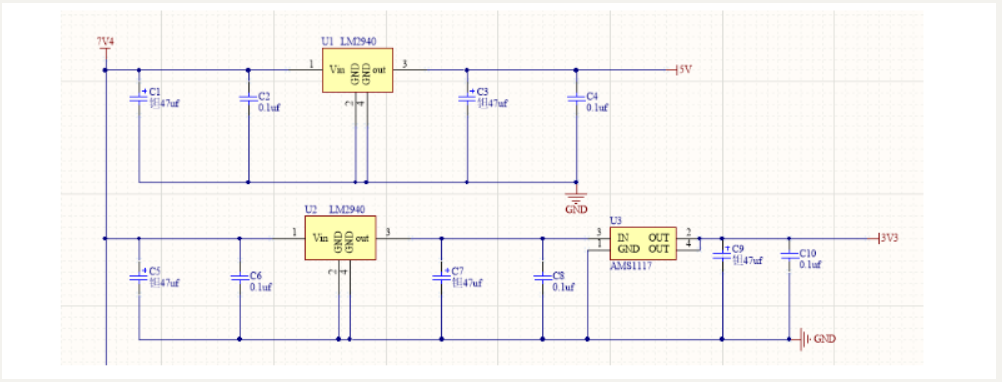 7V4
U1 LM2940
1 Vin GND GND out 3
2 4
5V
C1
钽47uf
C2
0.1uf
C3
钽47uf
C4
0.1uf
GND
U2 LM2940
1 Vin GND GND out 3
2 4
U3
3 IN OUT 2
1 GND OUT 4
AMS1117
3V3
C5
钽47uf
C6
0.1uf
C7
钽47uf
C8
0.1uf
C9
钽47uf
C10
0.1uf
GND